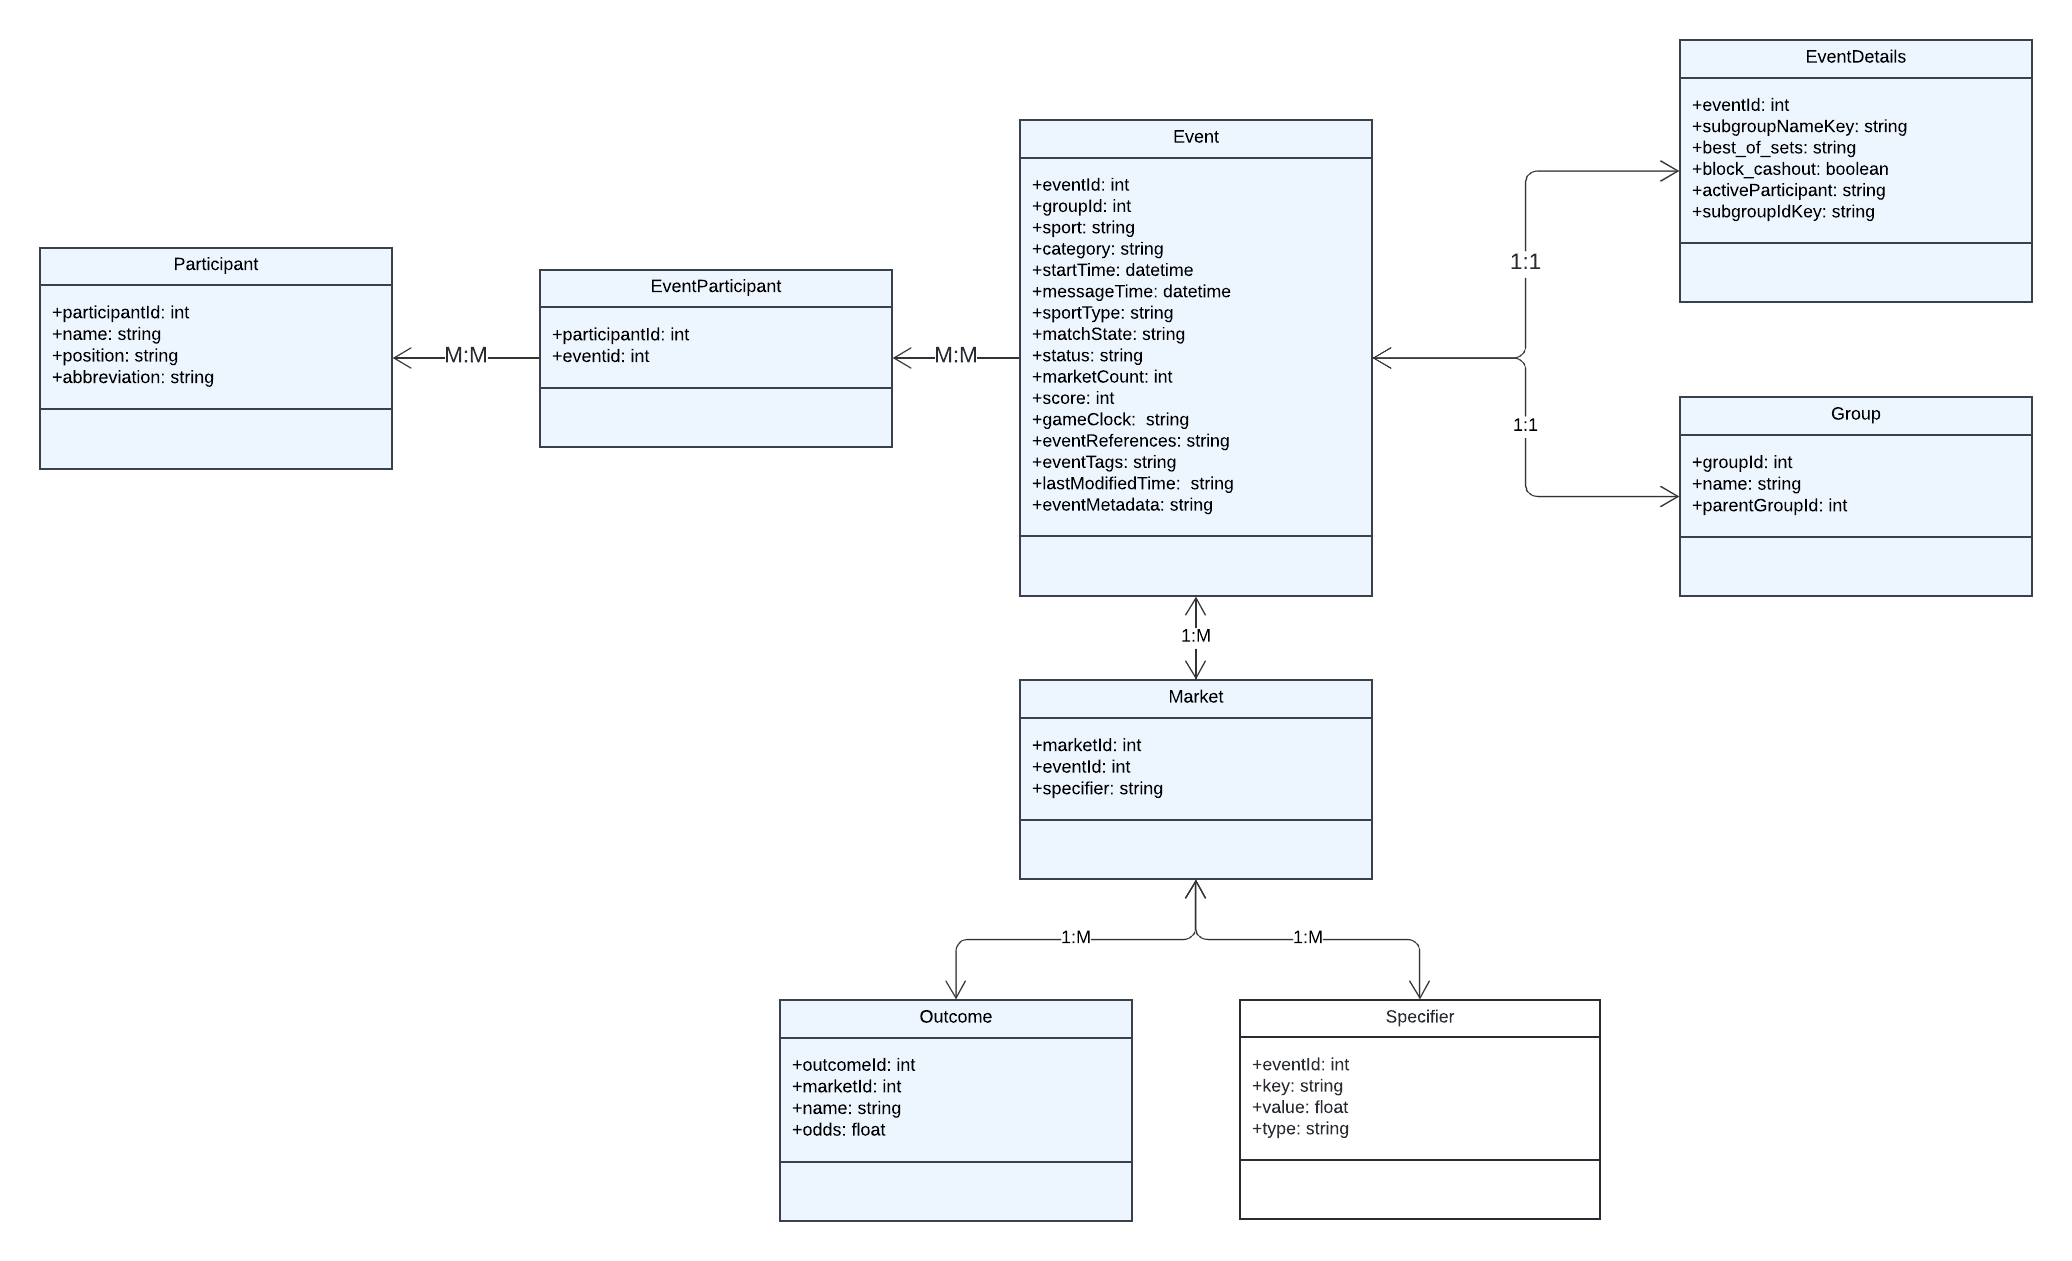 EventDetails
+eventId: int
+subgroupNameKey: string
+best_of_sets: string
+block_cashout: boolean
+activeParticipant: string
+subgroupIdKey: string
Event
+eventId: int
+groupId: int
+sport: string
+category: string
+startTime: datetime
+messageTime: datetime
+sportType: string
+matchState: string
+status: string
+marketCount: int
+score: int
+gameClock:  string
+eventReferences: string
+eventTags: string
+lastModifiedTime:  string
+eventMetadata: string
Participant
+participantId: int
+name: string
+position: string
+abbreviation: string
M:M
EventParticipant
+participantId: int
+eventid: int
M:M
1:1
1:1
Group
+groupId: int
+name: string
+parentGroupId: int
1:M
Market
+marketId: int
+eventId: int
+specifier: string
1:M
1:M
Outcome
+outcomeId: int
+marketId: int
+name: string
+odds: float
Specifier
+eventId: int
+key: string
+value: float
+type: string